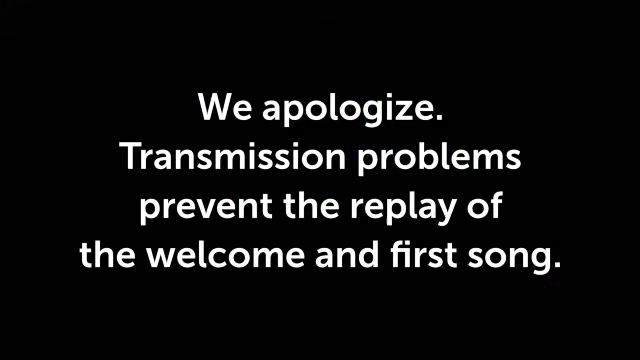 We apologize.
Transmission problems
prevent the replay of
the welcome and first song.